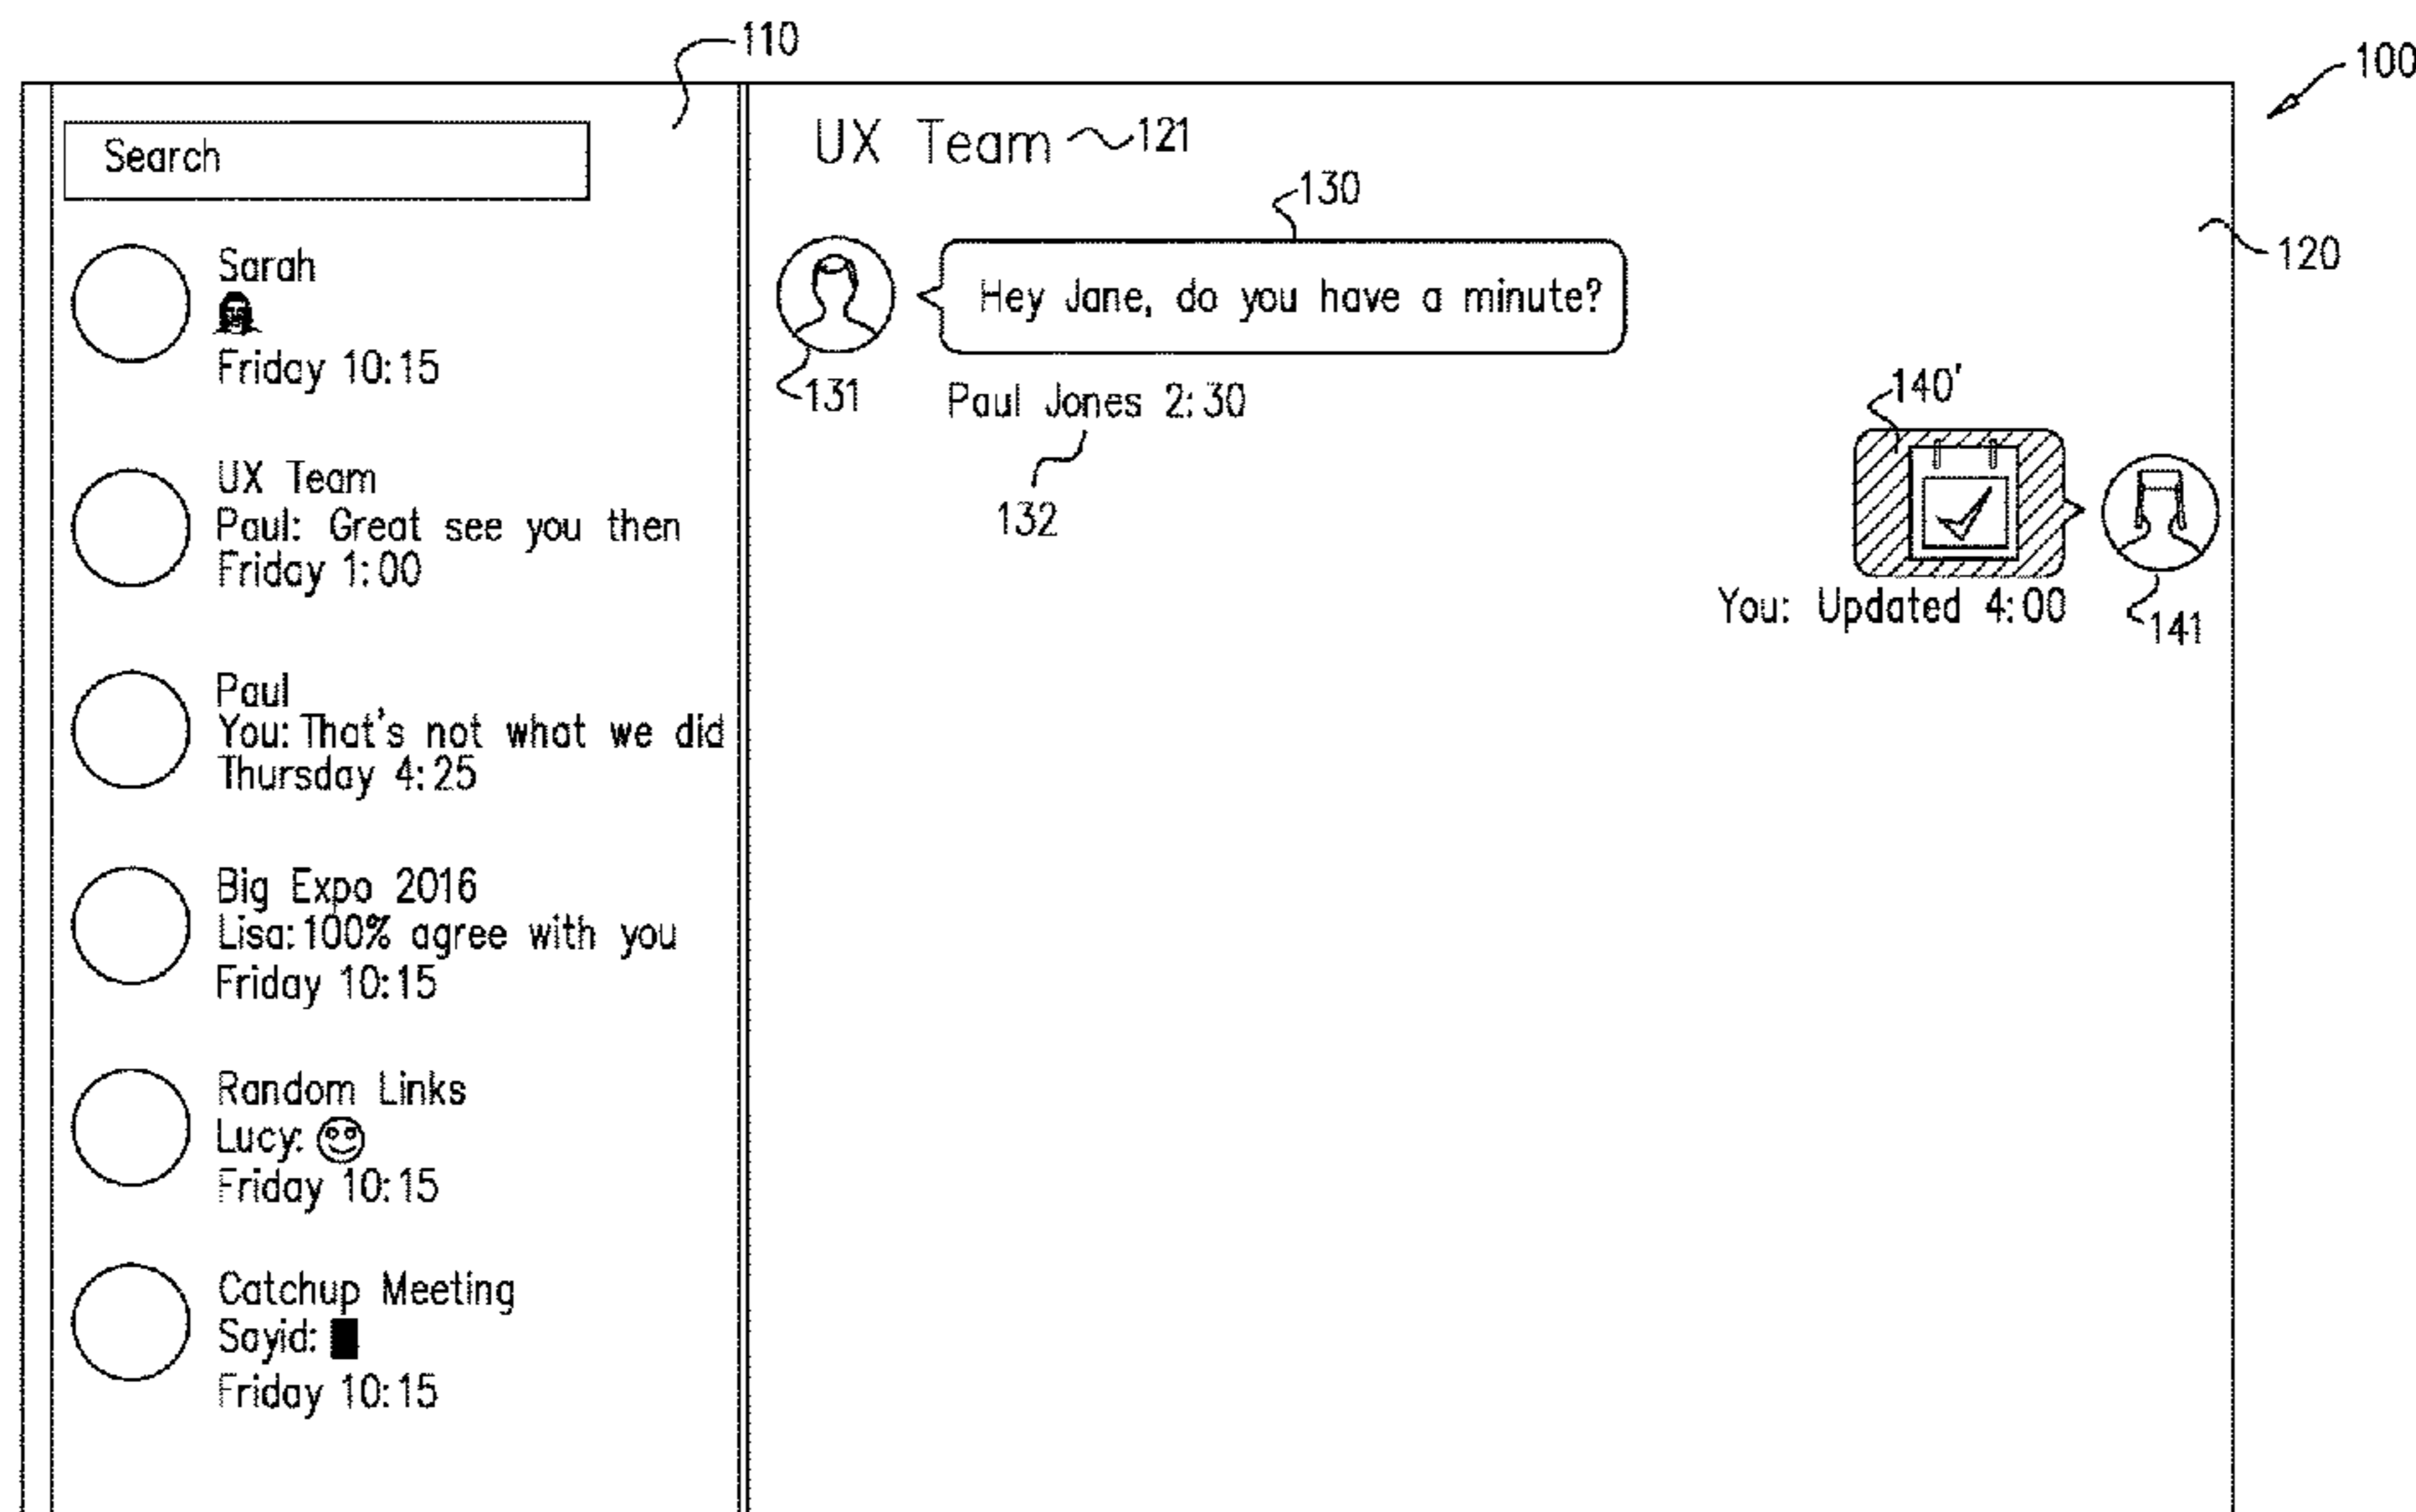 110
100
Search
Sarah
Friday 10:15
UX Team
Paul: Great see you then
Friday 1:00
Paul
You: That's not what we did
Thursday 4:25
Big Expo 2016
Lisa: 100% agree with you
Friday 10:15
Random Links
Lucy:
Friday 10:15
Catchup Meeting
Sayid:
Friday 10:15
UX Team 121
130
120
Hey Jane, do you have a minute?
131
Paul Jones 2:30
132
140'
You: Updated 4:00
141